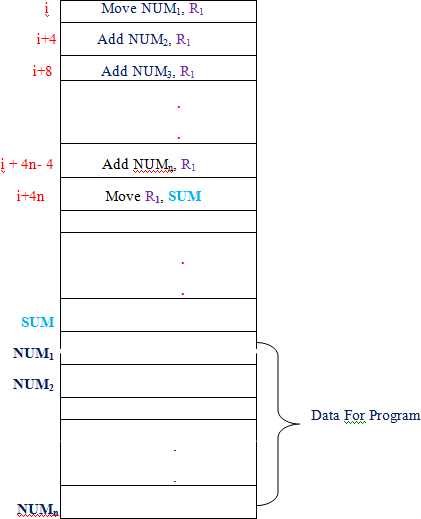 i Move NUM₁, R₁
i+4 Add NUM₂, R₁
i+8 Add NUM₃, R₁
.
.
i + 4n- 4 Add NUMₙ, R₁
i+4n Move R₁, SUM
.
.
SUM
NUM₁
NUM₂
Data For Program
.
.
NUMₙ